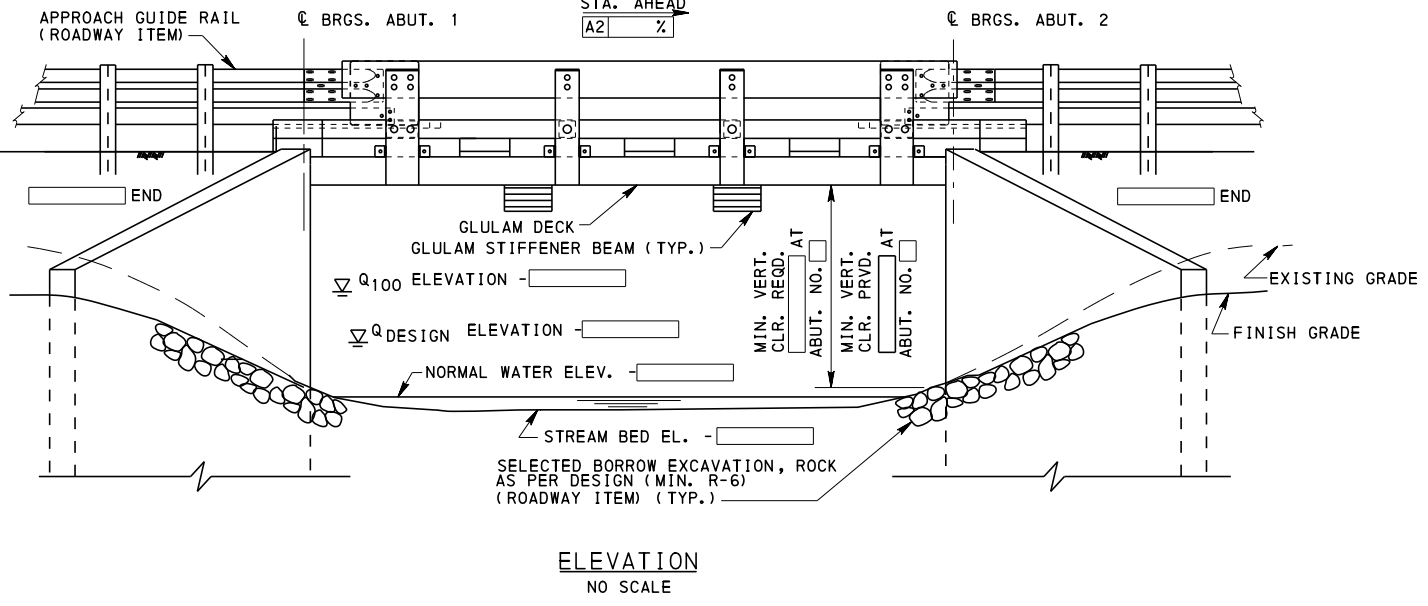 STA. AHEAD
A2 %
APPROACH GUIDE RAIL
(ROADWAY ITEM)
℄ BRGS. ABUT. 1
℄ BRGS. ABUT. 2
END
END
GLULAM DECK
GLULAM STIFFENER BEAM (TYP.)
Q100 ELEVATION -
QDESIGN ELEVATION -
MIN. VERT.
CLR. REQD.
ABUT. NO. AT
MIN. VERT.
CLR. PRVD.
ABUT. NO. AT
EXISTING GRADE
FINISH GRADE
NORMAL WATER ELEV. -
STREAM BED EL. -
SELECTED BORROW EXCAVATION, ROCK
AS PER DESIGN (MIN. R-6)
(ROADWAY ITEM) (TYP.)
ELEVATION
NO SCALE